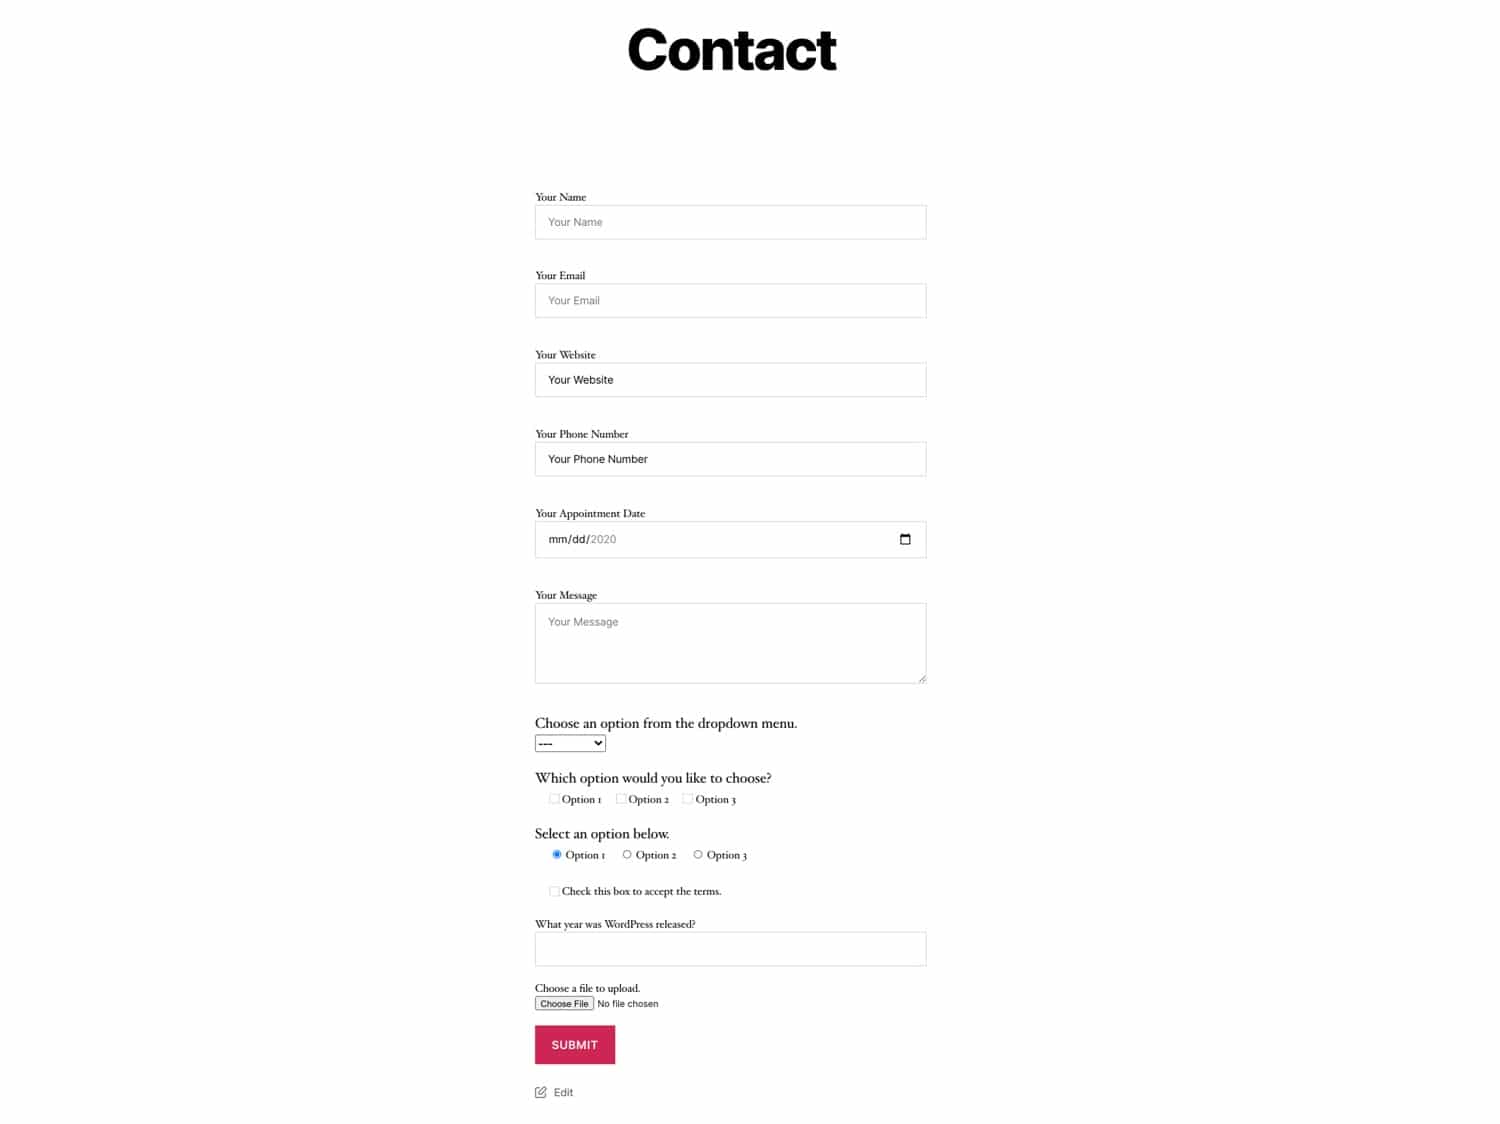 Contact
Your Name
Your Name
Your Email
Your Email
Your Website
Your Website
Your Phone Number
Your Phone Number
Your Appointment Date
mm/dd/2020
Your Message
Your Message
Choose an option from the dropdown menu.
---
Which option would you like to choose?
Option 1 Option 2 Option 3
Select an option below.
Option 1 Option 2 Option 3
Check this box to accept the terms.
What year was WordPress released?
Choose a file to upload.
Choose File No file chosen
SUBMIT
Edit